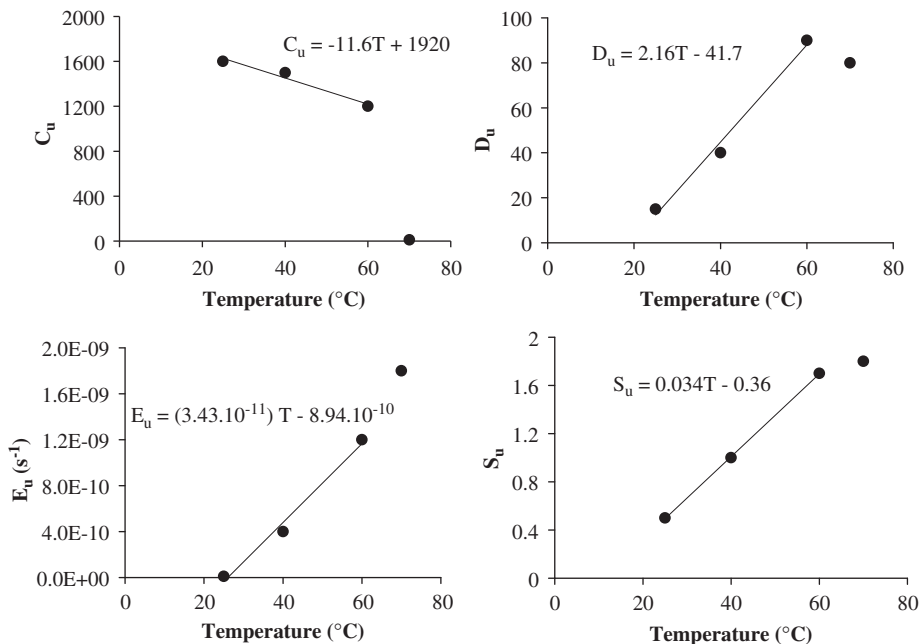 2000
1600
1200
800
400
0
0 20 40 60 80
C_u
Temperature (°C)
C_u = -11.6T + 1920
100
80
60
40
20
0
0 20 40 60 80
D_u
Temperature (°C)
D_u = 2.16T - 41.7
2.0E-09
1.6E-09
1.2E-09
8.0E-10
4.0E-10
0.0E+00
0 20 40 60 80
E_u (s^-1)
Temperature (°C)
E_u = (3.43.10^-11) T - 8.94.10^-10
2
1.6
1.2
0.8
0.4
0
0 20 40 60 80
S_u
Temperature (°C)
S_u = 0.034T - 0.36